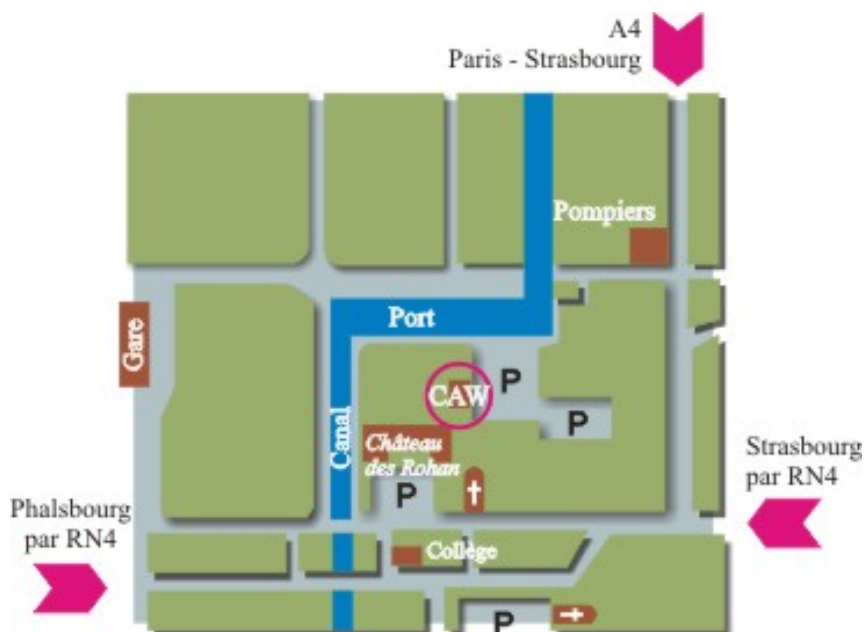 A4
Paris - Strasbourg
Pompiers
Gare
Port
P
CAW
P
Canal
Château
des Rohan
P
Strasbourg
par RN4
Phalsbourg
par RN4
Collège
P